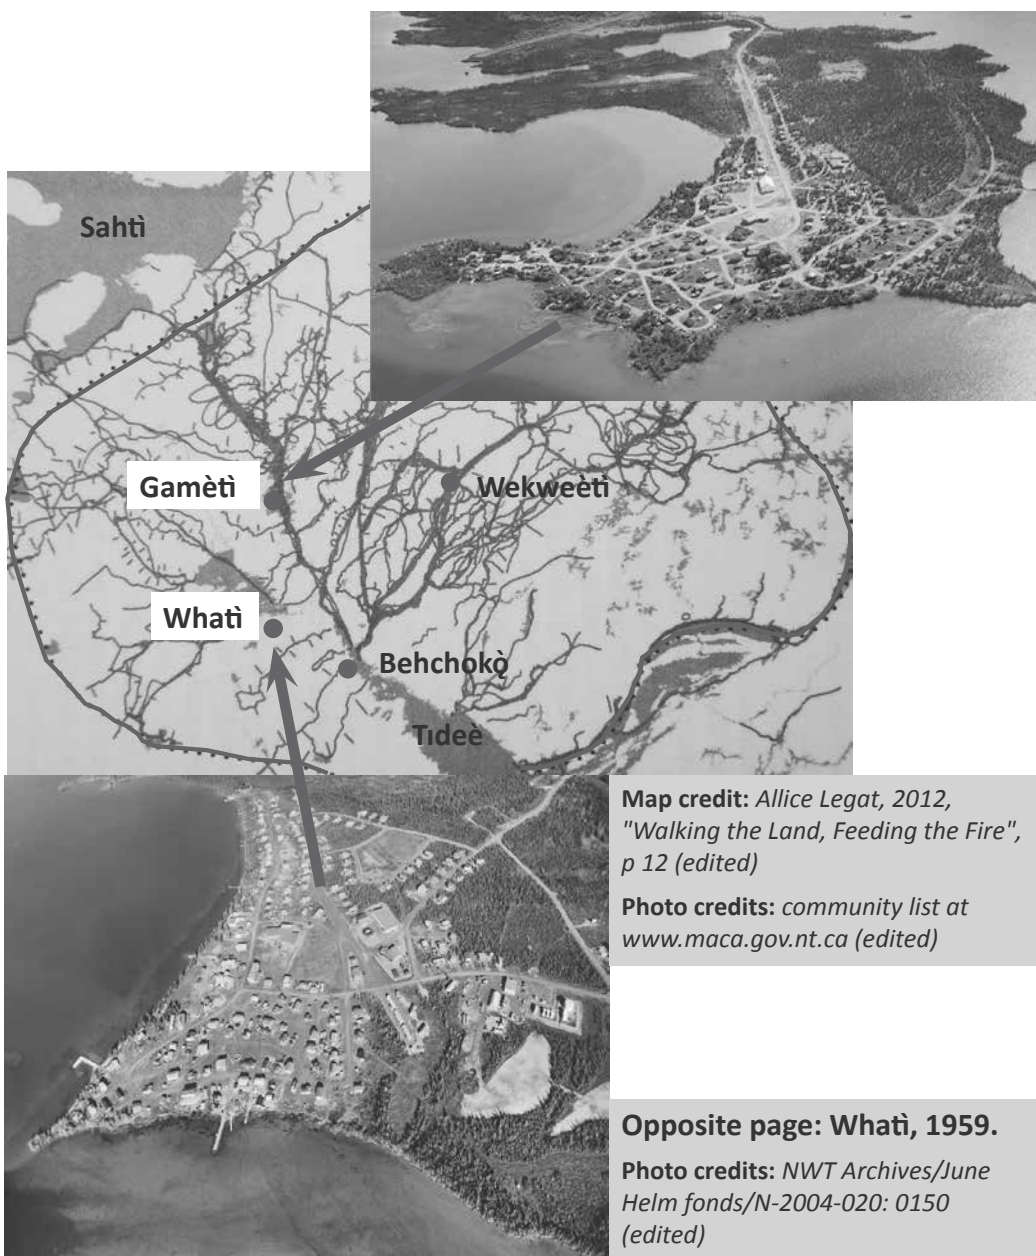 Sahtì
Gamètì
Wekweètì
Whatì
Behchokǫ̀
Tıdeè
Map credit: Allice Legat, 2012,
"Walking the Land, Feeding the Fire",
p 12 (edited)
Photo credits: community list at
www.maca.gov.nt.ca (edited)
Opposite page: Whatì, 1959.
Photo credits: NWT Archives/June
Helm fonds/N-2004-020: 0150
(edited)